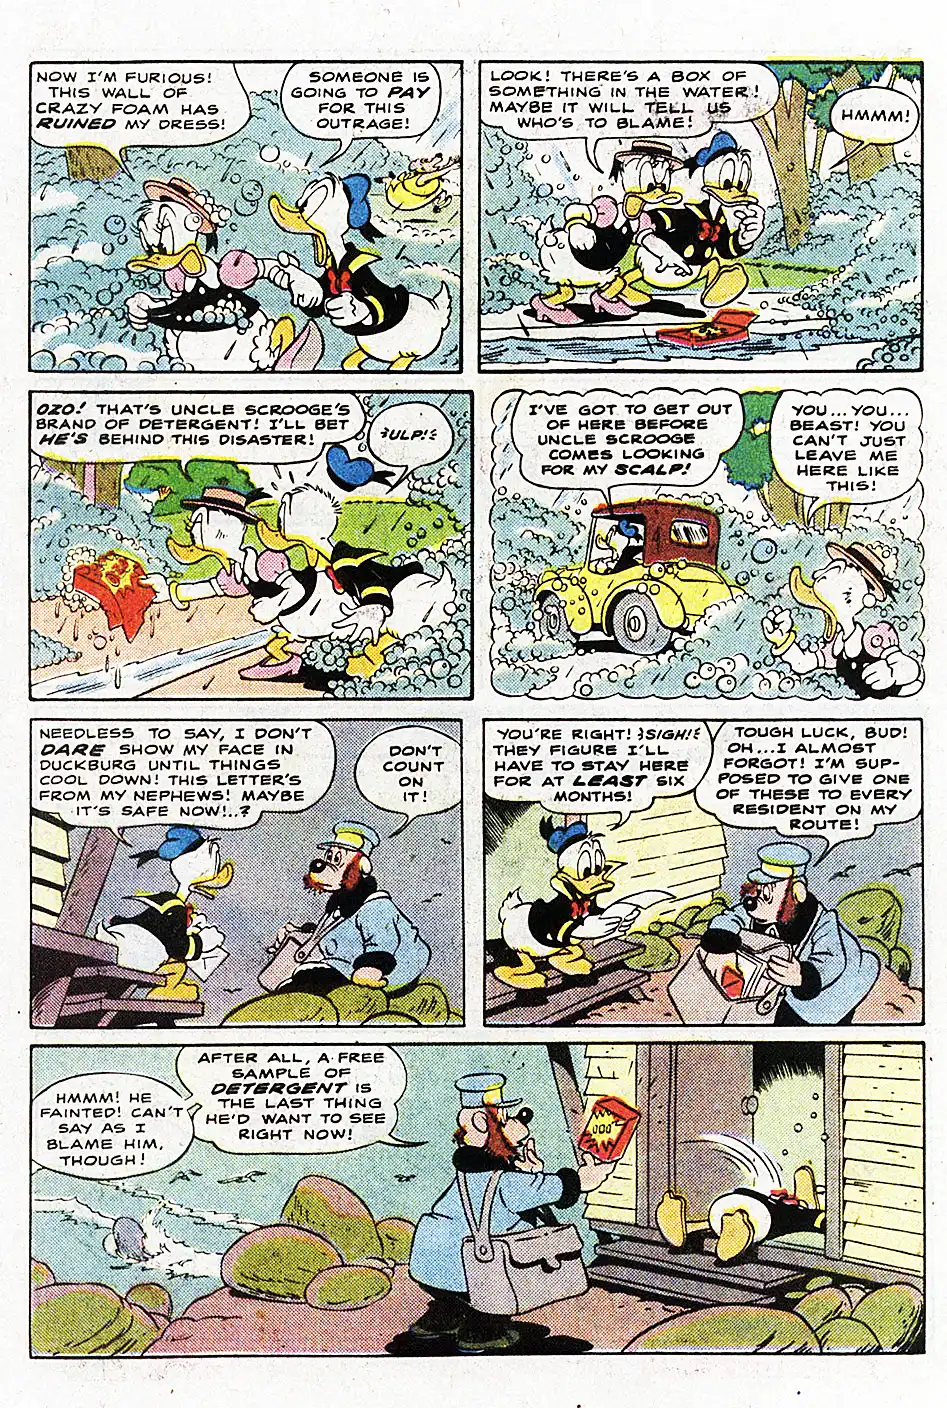 NOW I'M FURIOUS!
THIS WALL OF
CRAZY FOAM HAS
RUINED MY DRESS!
SOMEONE IS
GOING TO PAY
FOR THIS
OUTRAGE!
LOOK! THERE'S A BOX OF
SOMETHING IN THE WATER!
MAYBE IT WILL TELL US
WHO'S TO BLAME!
HMMM!
OZO! THAT'S UNCLE SCROOGE'S
BRAND OF DETERGENT! I'LL BET
HE'S BEHIND THIS DISASTER!
ULP!
I'VE GOT TO GET OUT
OF HERE BEFORE
UNCLE SCROOGE
COMES LOOKING
FOR MY SCALP!
YOU...YOU...
BEAST! YOU
CAN'T JUST
LEAVE ME
HERE LIKE
THIS!
NEEDLESS TO SAY, I DON'T
DARE SHOW MY FACE IN
DUCKBURG UNTIL THINGS
COOL DOWN! THIS LETTER'S
FROM MY NEPHEWS! MAYBE
IT'S SAFE NOW!..?
DON'T
COUNT
ON
IT!
YOU'RE RIGHT! SIGH!
THEY FIGURE I'LL
HAVE TO STAY HERE
FOR AT LEAST SIX
MONTHS!
TOUGH LUCK, BUD!
OH...I ALMOST
FORGOT! I'M SUP-
POSED TO GIVE ONE
OF THESE TO EVERY
RESIDENT ON MY
ROUTE!
HMMM! HE
FAINTED! CAN'T
SAY AS I
BLAME HIM,
THOUGH!
AFTER ALL, A FREE
SAMPLE OF
DETERGENT IS
THE LAST THING
HE'D WANT TO SEE
RIGHT NOW!